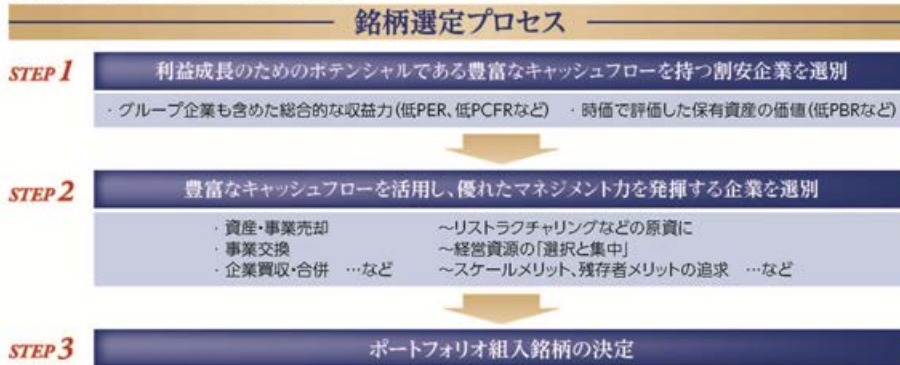 銘柄選定プロセス
STEP 1 利益成長のためのポテンシャルである豊富なキャッシュフローを持つ割安企業を選別
・グループ企業も含めた総合的な収益力(低PER、低PCFRなど) ・時価で評価した保有資産の価値(低PBRなど)
STEP 2 豊富なキャッシュフローを活用し、優れたマネジメント力を発揮する企業を選別
・資産・事業売却 ～リストラクチャリングなどの原資に
・事業交換 ～経営資源の「選択と集中」
・企業買収・合併 …など ～スケールメリット、残存者メリットの追求 …など
STEP 3 ポートフォリオ組入銘柄の決定